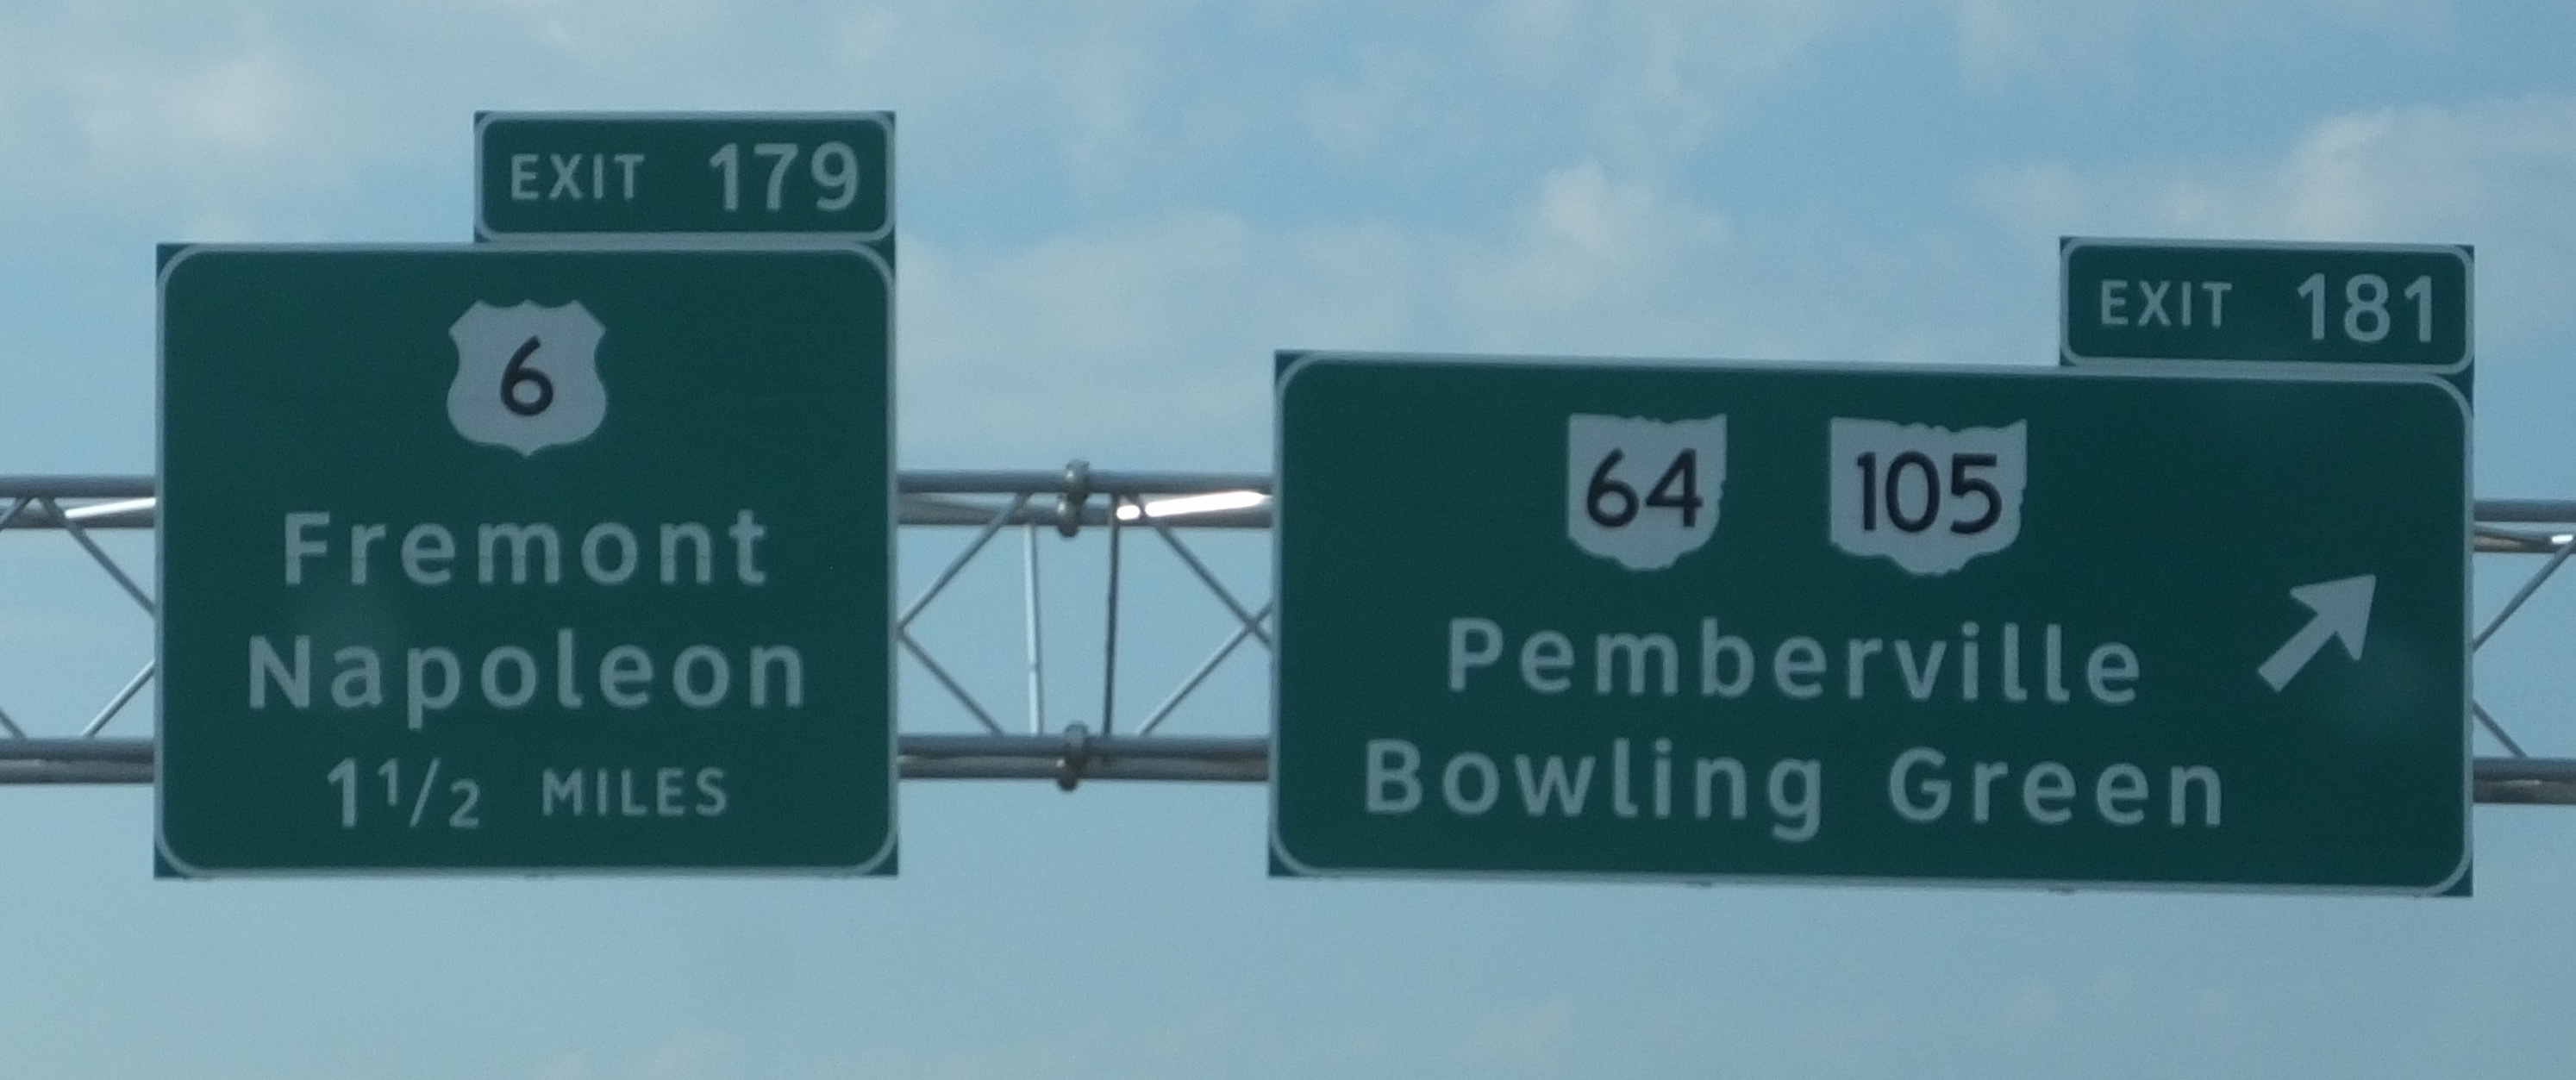 EXIT 179
6
Fremont
Napoleon
1 1/2 MILES
EXIT 181
64 105
Pemberville
Bowling Green